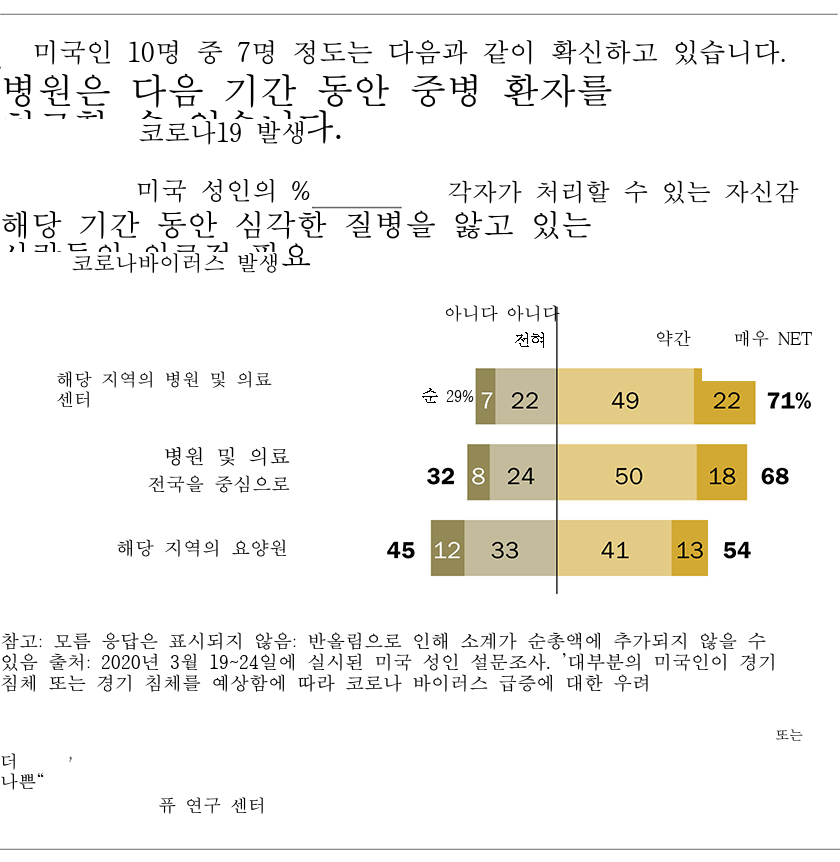 미국인 10명 중 7명 정도는 다음과 같이 확신하고 있습니다.
병원은 다음 기간 동안 중병 환자를
코로나19 발생다.
미국 성인의 %________ 각자가 처리할 수 있는 자신감
해당 기간 동안 심각한 질병을 앓고 있는
코로나바이러스 발생요
아니다 아니다
전혀 약간 매우 NET
해당 지역의 병원 및 의료
센터
순 29% 7 22 49 22 71%
병원 및 의료
전국을 중심으로
32 8 24 50 18 68
해당 지역의 요양원
45 12 33 41 13 54
참고: 모름 응답은 표시되지 않음: 반올림으로 인해 소계가 순총액에 추가되지 않을 수
있음 출처: 2020년 3월 19~24일에 실시된 미국 성인 설문조사. '대부분의 미국인이 경기
침체 또는 경기 침체를 예상함에 따라 코로나 바이러스 급증에 대한 우려
또는
더 ,
나쁜“
퓨 연구 센터